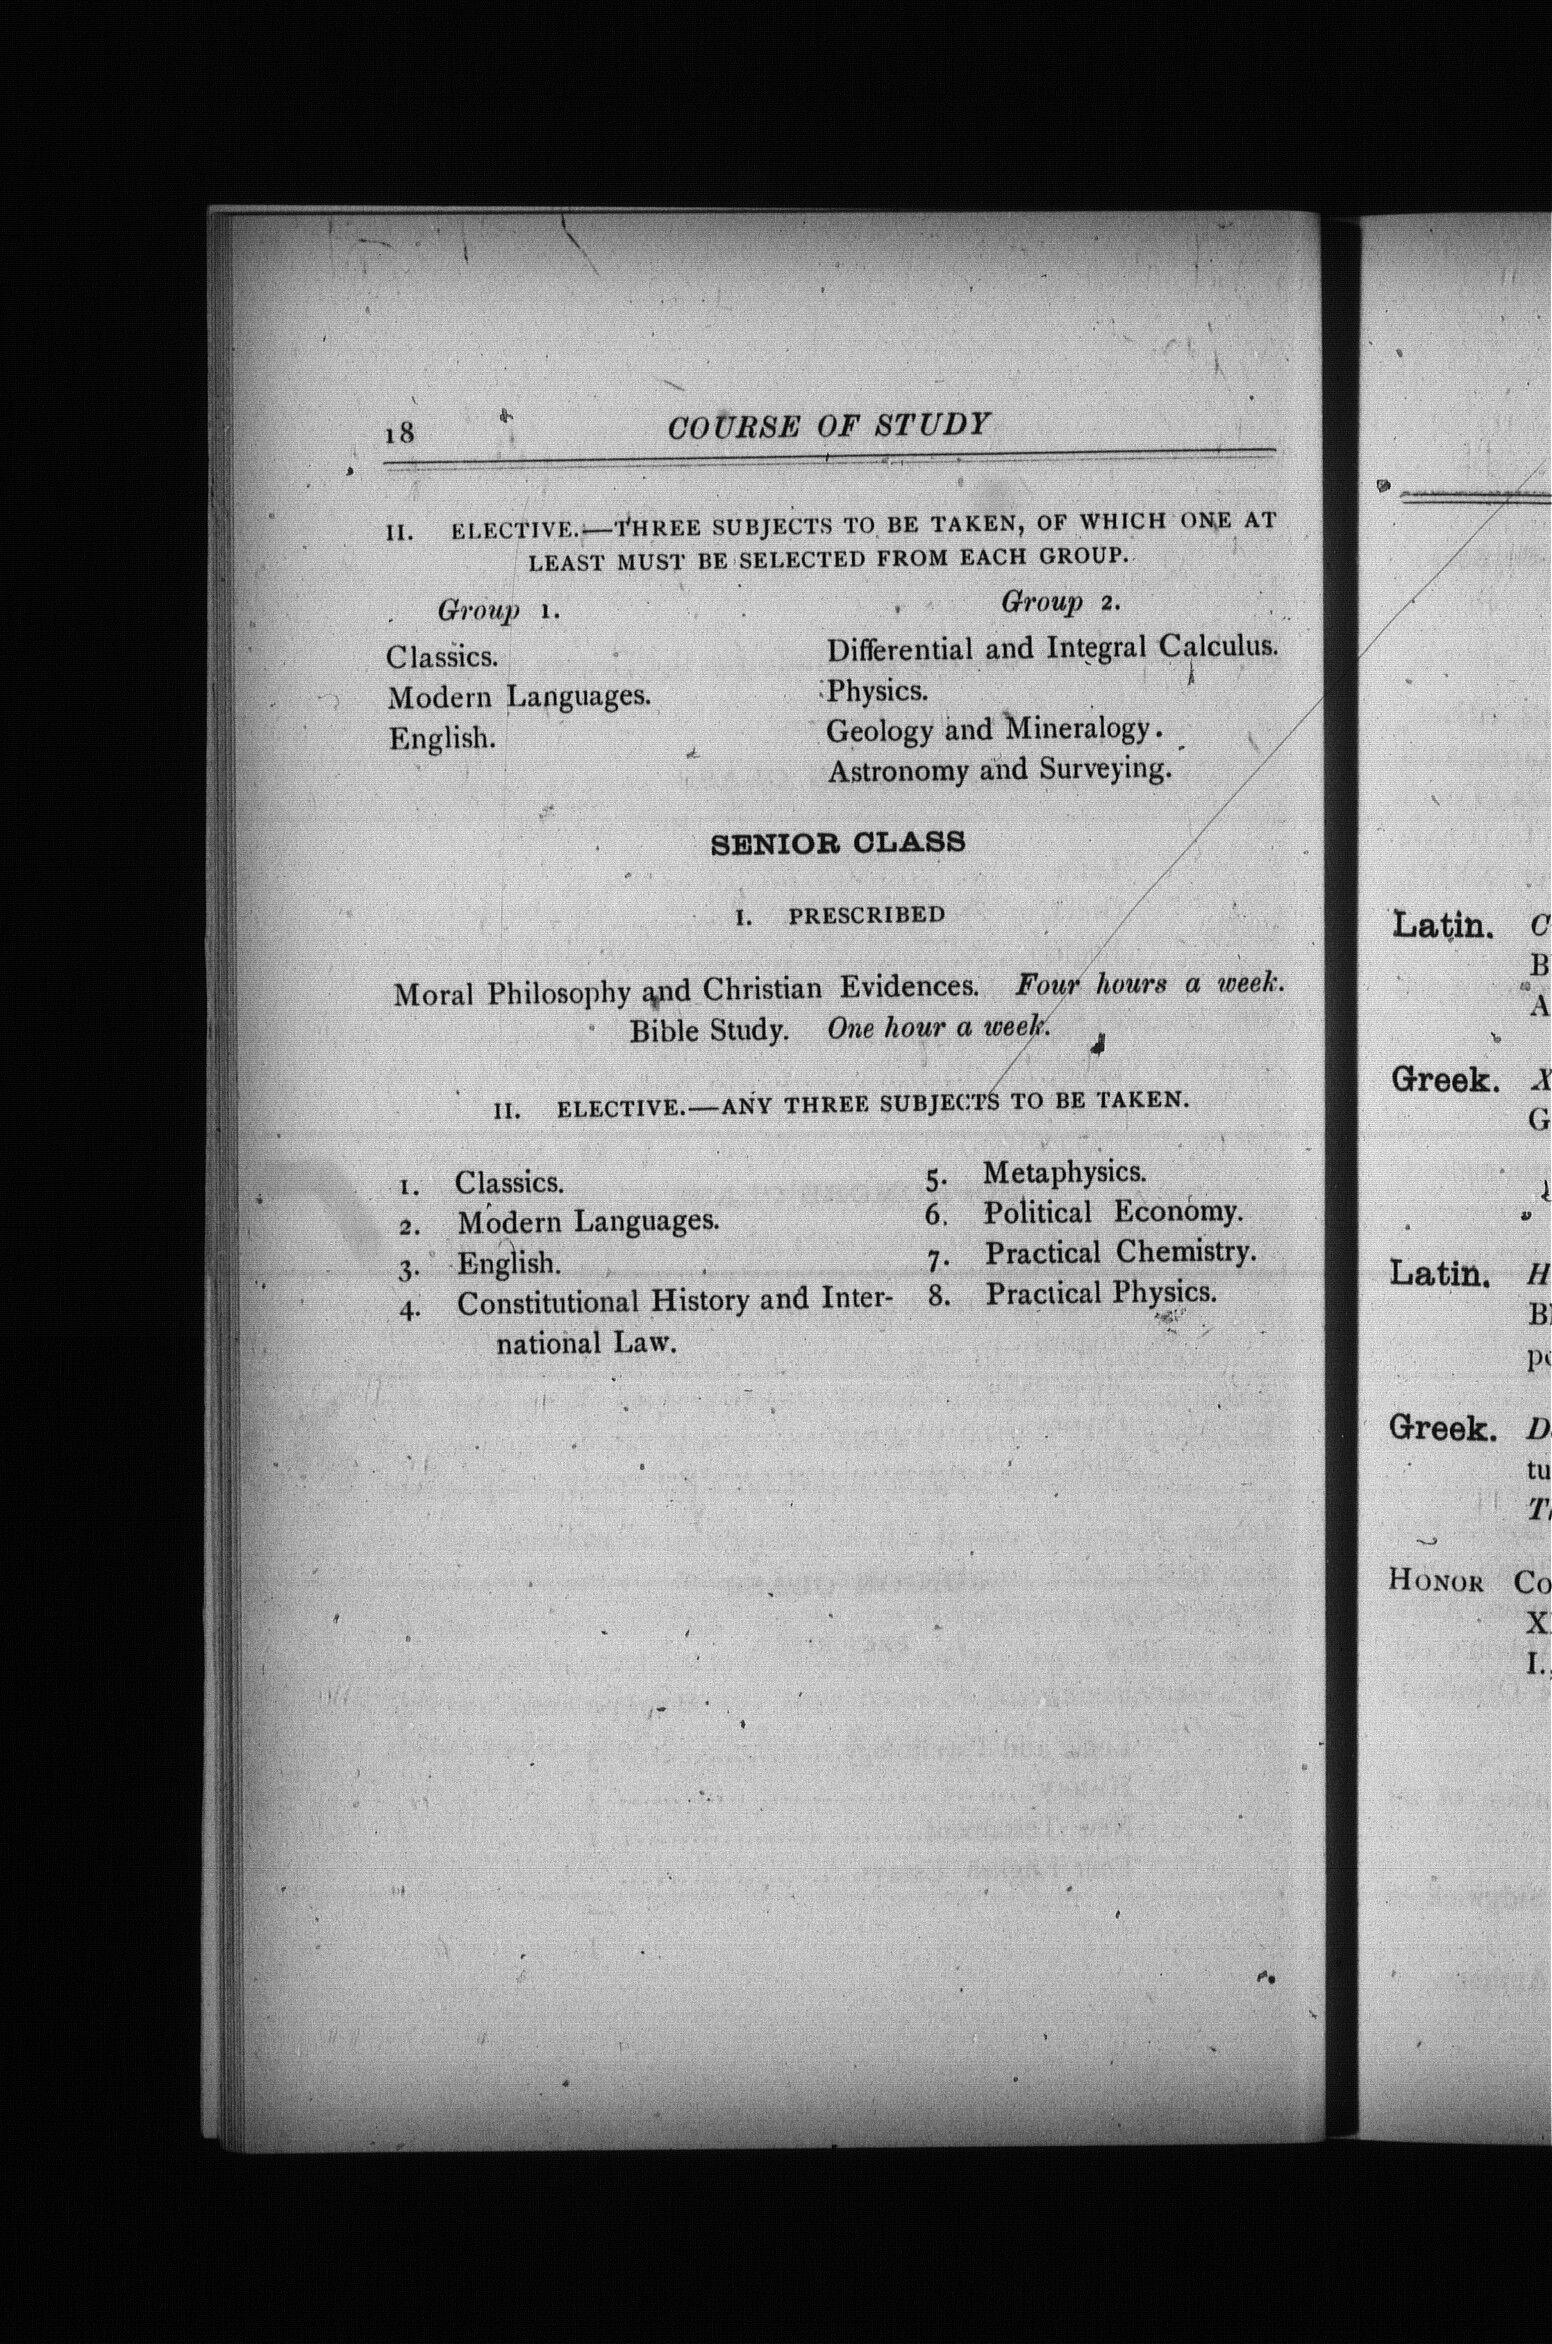 18 COURSE OF STUDY
II. ELECTIVE.—THREE SUBJECTS TO BE TAKEN, OF WHICH ONE AT
LEAST MUST BE SELECTED FROM EACH GROUP.
Group 1.
Classics.
Modern Languages.
English.
Group 2.
Differential and Integral Calculus.
Physics.
Geology and Mineralogy.
Astronomy and Surveying.
SENIOR CLASS
I. PRESCRIBED
Moral Philosophy and Christian Evidences. Four hours a week.
Bible Study. One hour a week.
II. ELECTIVE.—ANY THREE SUBJECTS TO BE TAKEN.
1. Classics.
2. Modern Languages.
3. English.
4. Constitutional History and Inter-
national Law.
5. Metaphysics.
6. Political Economy.
7. Practical Chemistry.
8. Practical Physics.
Latin.
Greek.
Latin.
Greek.
HONOR